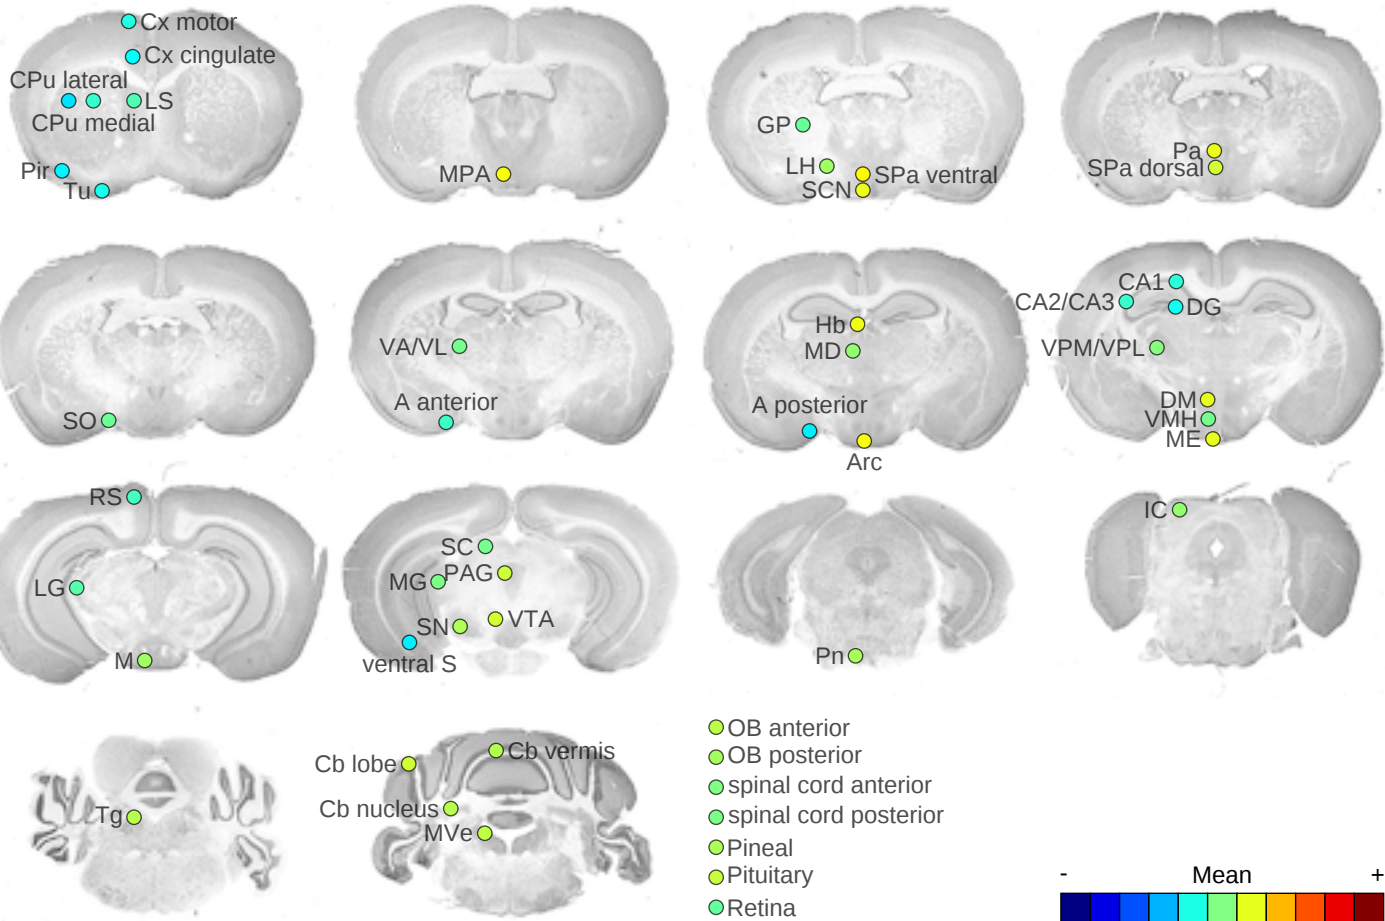 Cx motor
Cx cingulate
CPu lateral
LS
CPu medial
Pir
Tu
MPA
GP
LH
SPa ventral
SCN
Pa
SPa dorsal
SO
VA/VL
A anterior
Hb
MD
A posterior
Arc
CA1
CA2/CA3
DG
VPM/VPL
DM
VMH
ME
RS
LG
M
SC
MG
PAG
SN
VTA
ventral S
Pn
IC
Tg
Cb lobe
Cb vermis
Cb nucleus
MVe
OB anterior
OB posterior
spinal cord anterior
spinal cord posterior
Pineal
Pituitary
Retina
- Mean +